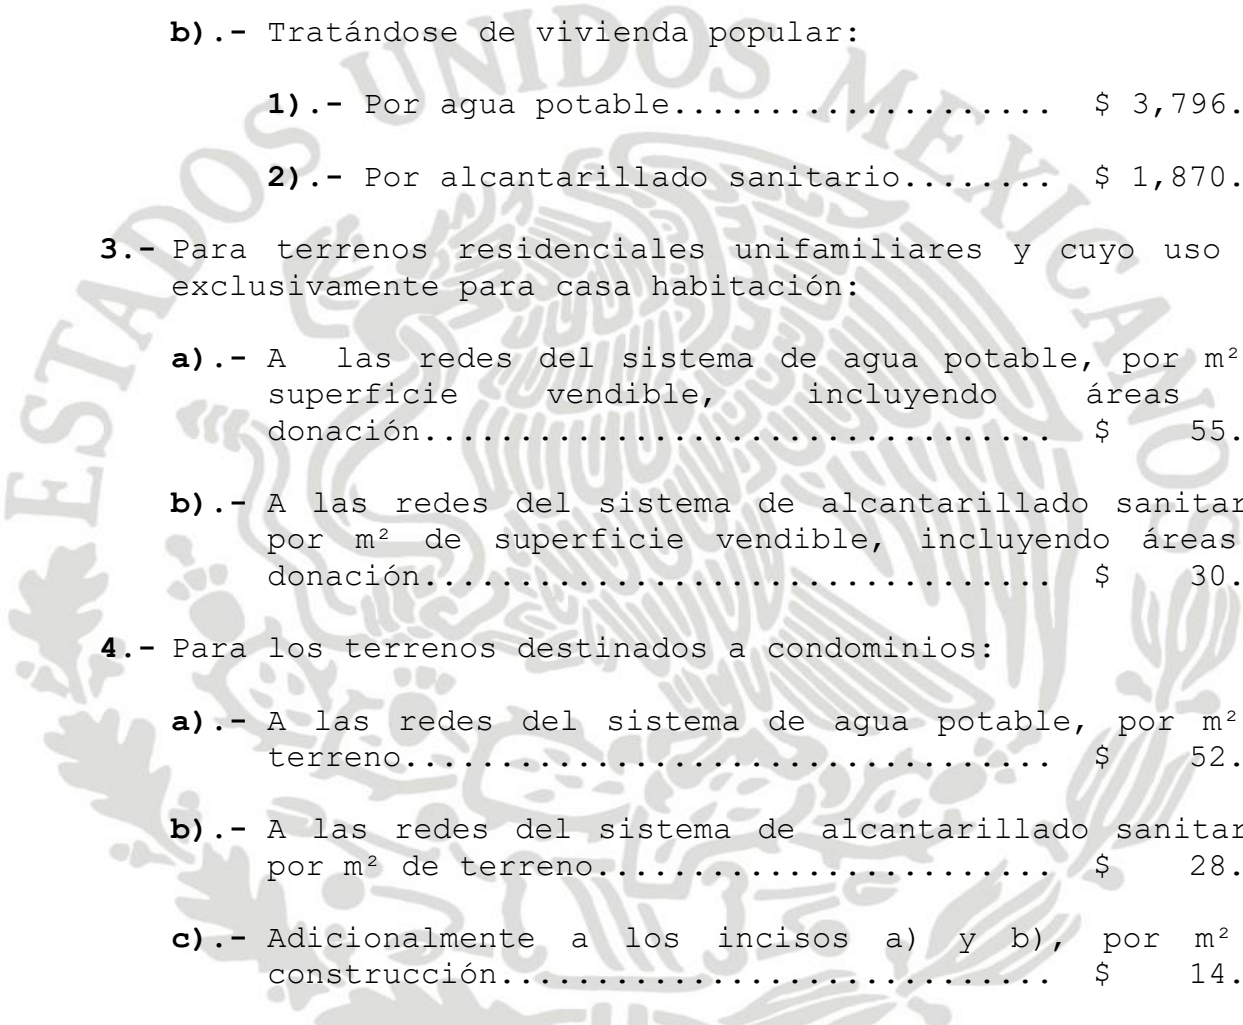 b).- Tratándose de vivienda popular:
1).- Por agua potable.................... $ 3,796.
2).- Por alcantarillado sanitario........ $ 1,870.
3.- Para terrenos residenciales unifamiliares y cuyo uso
exclusivamente para casa habitación:
a).- A las redes del sistema de agua potable, por m²
superficie vendible, incluyendo áreas
donación................................. $ 55.
b).- A las redes del sistema de alcantarillado sanitar
por m² de superficie vendible, incluyendo áreas
donación................................. $ 30.
4.- Para los terrenos destinados a condominios:
a).- A las redes del sistema de agua potable, por m²
terreno.................................. $ 52.
b).- A las redes del sistema de alcantarillado sanitar
por m² de terreno........................ $ 28.
c).- Adicionalmente a los incisos a) y b), por m²
construcción............................. $ 14.
ESTADOS UNIDOS MEXICANOS